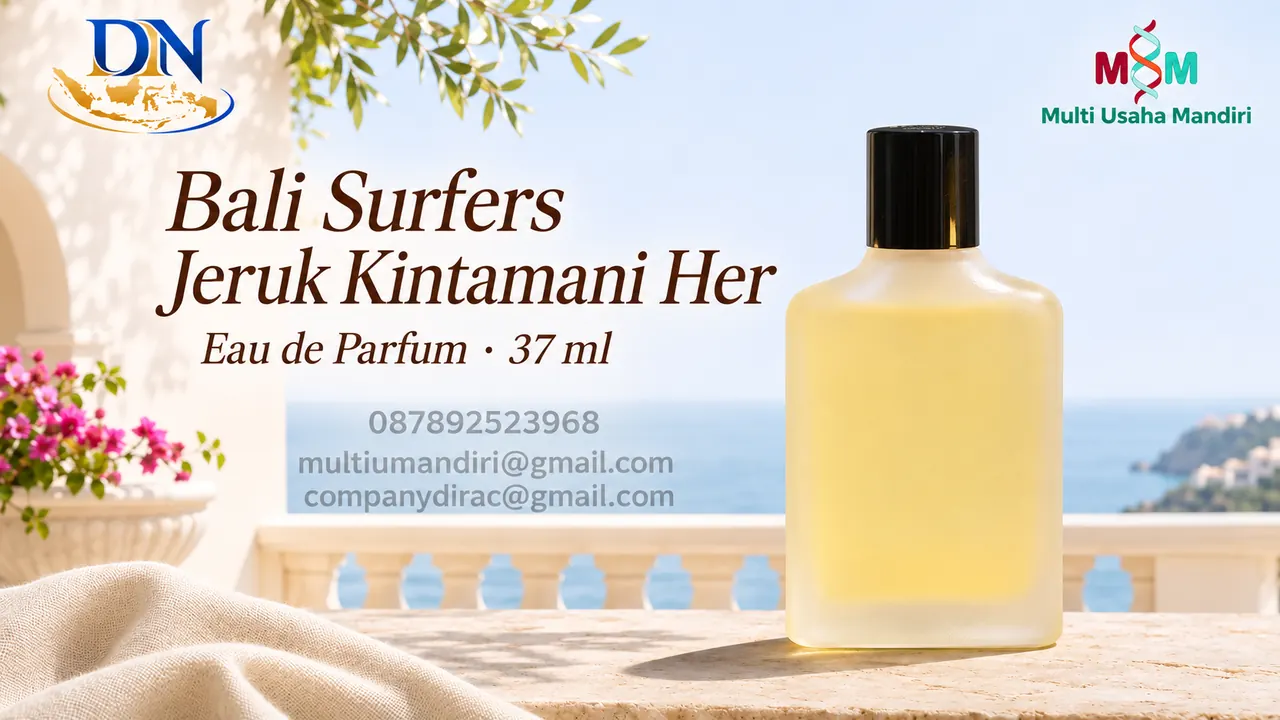 DN
MSM
Multi Usaha Mandiri
Bali Surfers
Jeruk Kintamani Her
Eau de Parfum · 37 ml
087892523968
multiumandiri@gmail.com
companydirac@gmail.com